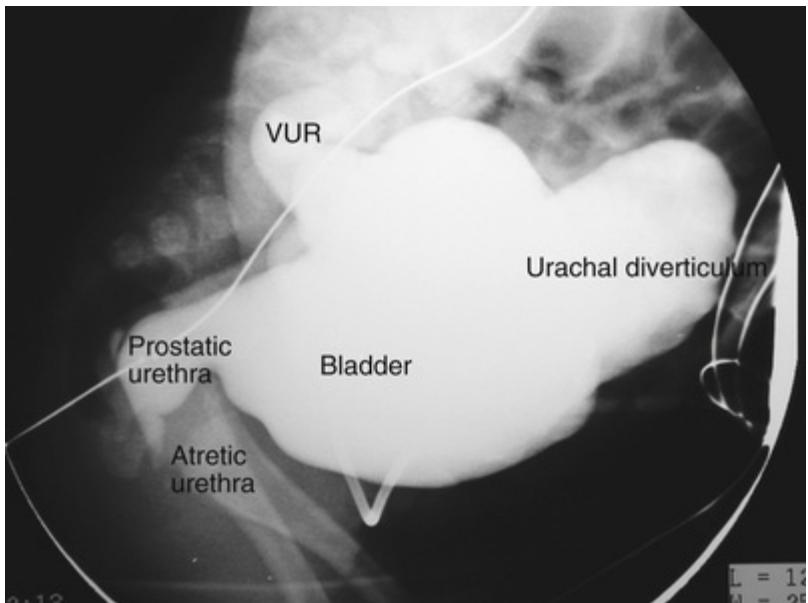 VUR
Urachal diverticulum
Prostatic
urethra
Bladder
Atretic
urethra
L = 12